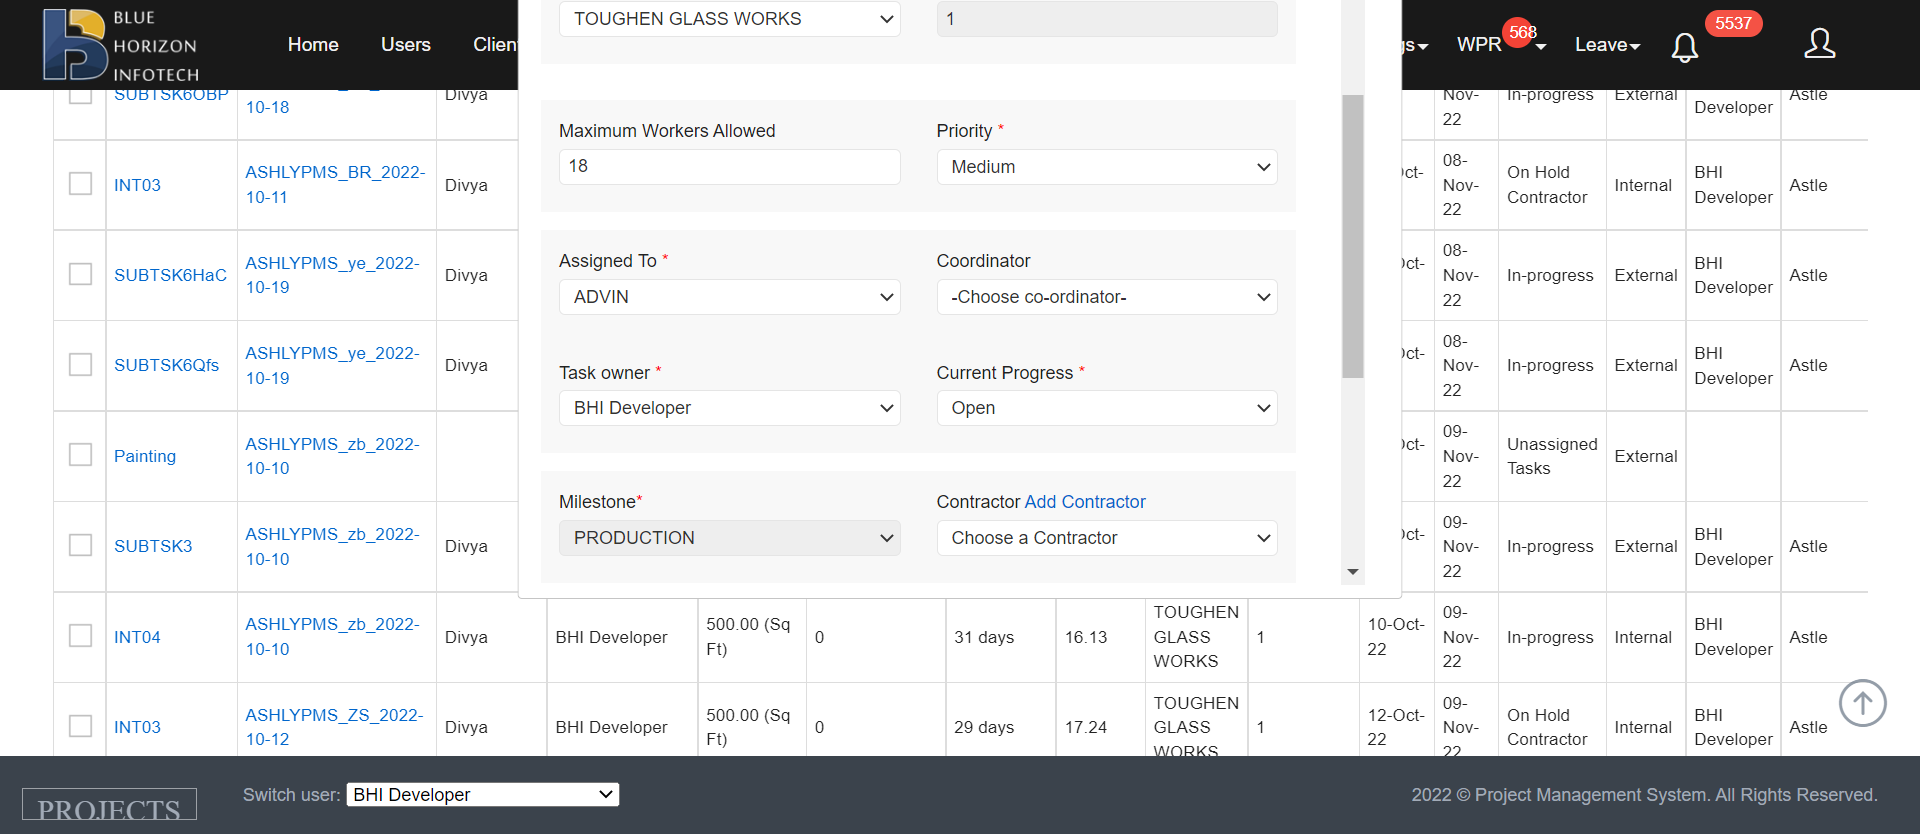 BLUE
HORIZON
INFOTECH
Home
Users
Clien
gs
WPR
568
Leave
5537
TOUGHEN GLASS WORKS
1
Maximum Workers Allowed
18
Priority *
Medium
Assigned To *
ADVIN
Coordinator
-Choose co-ordinator-
Task owner *
BHI Developer
Current Progress *
Open
Milestone*
PRODUCTION
Contractor Add Contractor
Choose a Contractor
SUBTSK6OBP
10-18
Divya
Nov-
22
In-progress
External
Developer
Astle
INT03
ASHLYPMS_BR_2022-
10-11
Divya
Oct-
08-
Nov-
22
On Hold
Contractor
Internal
BHI
Developer
Astle
SUBTSK6HaC
ASHLYPMS_ye_2022-
10-19
Divya
Oct-
08-
Nov-
22
In-progress
External
BHI
Developer
Astle
SUBTSK6Qfs
ASHLYPMS_ye_2022-
10-19
Divya
Oct-
08-
Nov-
22
In-progress
External
BHI
Developer
Astle
Painting
ASHLYPMS_zb_2022-
10-10
Oct-
09-
Nov-
22
Unassigned
Tasks
External
SUBTSK3
ASHLYPMS_zb_2022-
10-10
Divya
Oct-
09-
Nov-
22
In-progress
External
BHI
Developer
Astle
INT04
ASHLYPMS_zb_2022-
10-10
Divya
BHI Developer
500.00 (Sq
Ft)
0
31 days
16.13
TOUGHEN
GLASS
WORKS
1
10-Oct-
22
09-
Nov-
22
In-progress
Internal
BHI
Developer
Astle
INT03
ASHLYPMS_ZS_2022-
10-12
Divya
BHI Developer
500.00 (Sq
Ft)
0
29 days
17.24
TOUGHEN
GLASS
WORKS
1
12-Oct-
22
09-
Nov-
22
On Hold
Contractor
Internal
BHI
Developer
Astle
PROJECTS
Switch user: BHI Developer
2022 © Project Management System. All Rights Reserved.